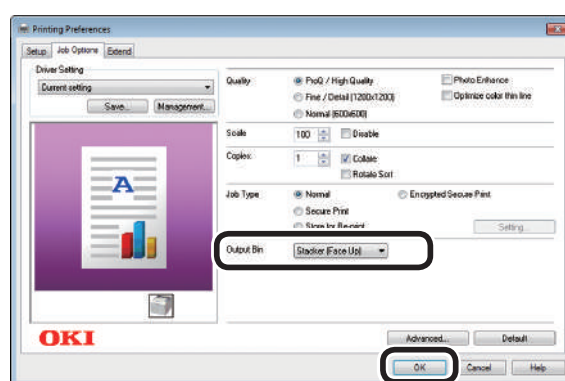 Printing Preferences
Setup Job Options Extend
Driver Setting
Current setting
Save... Management...
A
OKI
Quality ProQ / High Quality Photo Enhance
Fine / Detail (1200x1200) Optimize color thin line
Normal (600x600)
Scale 100 Disable
Copies: 1 Collate
Rotate Sort
Job Type Normal Encrypted Secure Print
Secure Print
Store for Re-print Setting...
Output Bin Stacker (Face Up)
Advanced... Default
OK Cancel Help